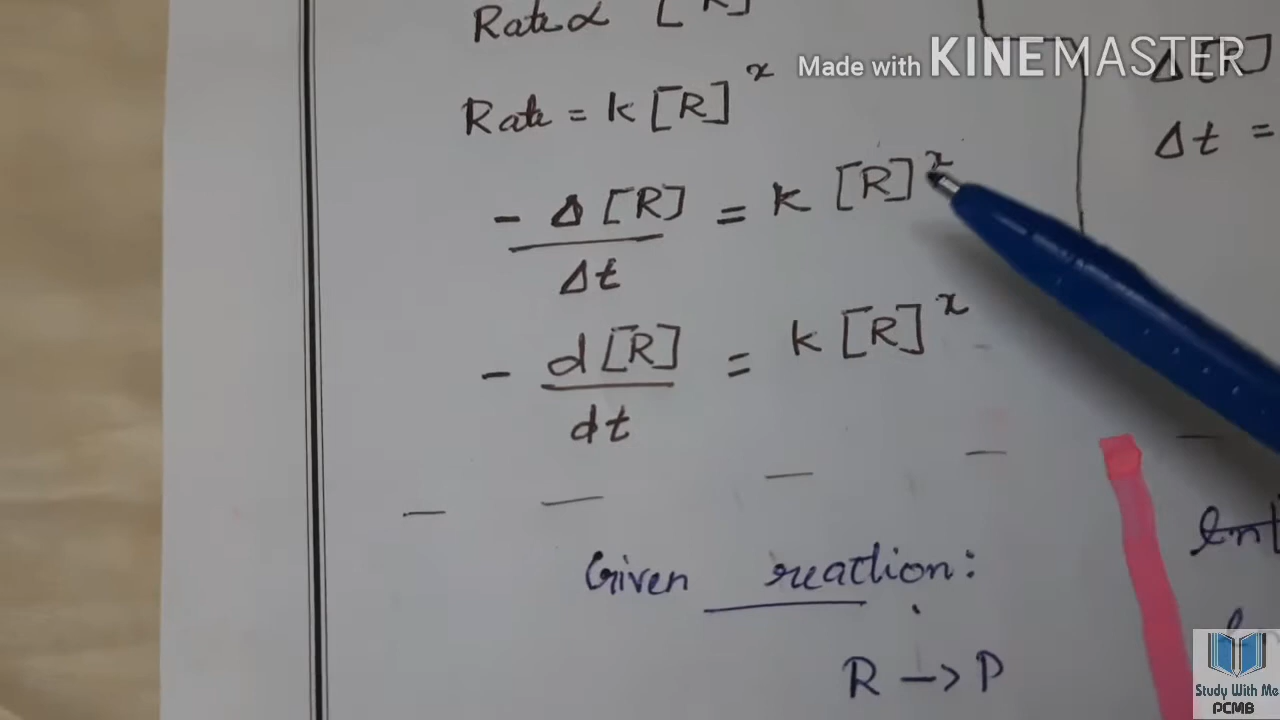 Rate ∝ [R]
Made with KINEMASTER
Rate = k [R]^x
- Δ[R] / Δt = k [R]^x
- d[R] / dt = k [R]^x
Given reaction:
R → P
Δ[R]
Δt =
Study With Me
PCMB